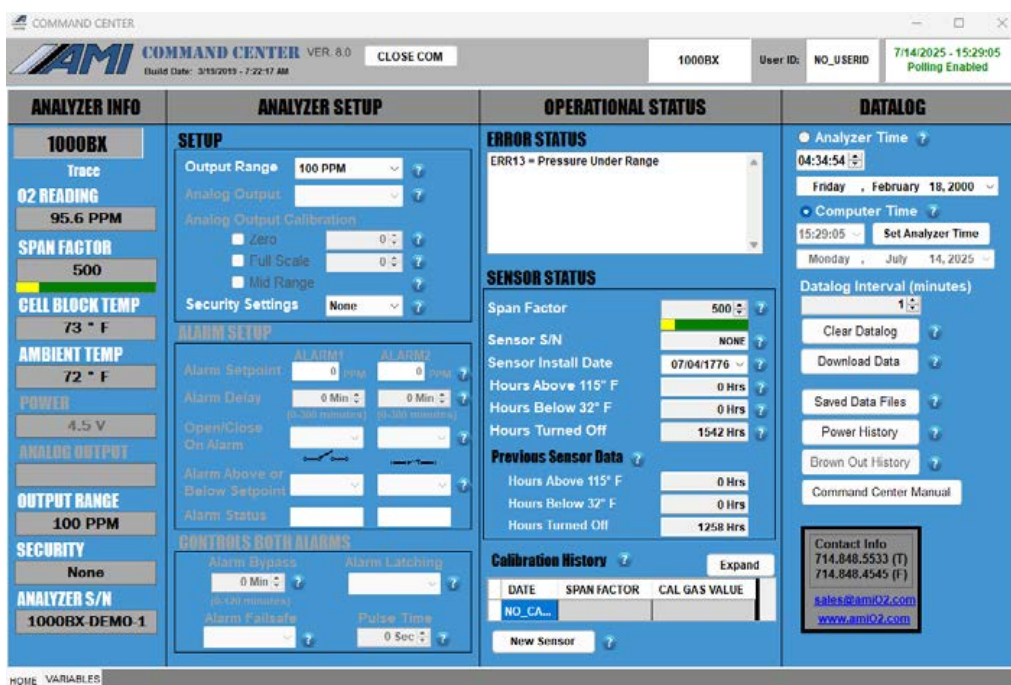 COMMAND CENTER
AMI COMMAND CENTER VER. 8.0
Build Date: 3/13/2019 - 7:22:17 AM
CLOSE COM
1000BX
User ID:
NO_USERID
7/14/2025 - 15:29:05
Polling Enabled
ANALYZER INFO
1000BX
Trace
O2 READING
95.6 PPM
SPAN FACTOR
500
CELL BLOCK TEMP
73 ° F
AMBIENT TEMP
72 ° F
POWER
4.5 V
ANALOG OUTPUT
OUTPUT RANGE
100 PPM
SECURITY
None
ANALYZER S/N
1000BX-DEMO-1
ANALYZER SETUP
SETUP
Output Range 100 PPM ?
Analog Output ?
Analog Output Calibration
Zero 0 ?
Full Scale 0 ?
Mid Range ?
Security Settings None ?
ALARM SETUP
ALARM1 ALARM2
Alarm Setpoint 0 PPM 0 PPM ?
Alarm Delay 0 Min 0 Min ?
(0-300 minutes) (0-300 minutes)
Open/Close
On Alarm ?
Alarm Above or
Below Setpoint ?
Alarm Status
CONTROLS BOTH ALARMS
Alarm Bypass Alarm Latching
0 Min ? ?
(0-120 minutes)
Alarm Failsafe Pulse Time
? 0 Sec ?
OPERATIONAL STATUS
ERROR STATUS
ERR13 = Pressure Under Range
SENSOR STATUS
Span Factor 500 ?
Sensor S/N NONE ?
Sensor Install Date 07/04/1776 ?
Hours Above 115° F 0 Hrs ?
Hours Below 32° F 0 Hrs ?
Hours Turned Off 1542 Hrs ?
Previous Sensor Data ?
Hours Above 115° F 0 Hrs
Hours Below 32° F 0 Hrs
Hours Turned Off 1258 Hrs
Calibration History ? Expand
DATE SPAN FACTOR CAL GAS VALUE
NO_CA...
New Sensor ?
DATALOG
Analyzer Time ?
04:34:54
Friday , February 18, 2000
Computer Time ?
15:29:05 Set Analyzer Time
Monday , July 14, 2025
Datalog Interval (minutes)
1
Clear Datalog ?
Download Data ?
Saved Data Files ?
Power History ?
Brown Out History ?
Command Center Manual
Contact Info
714.848.5533 (T)
714.848.4545 (F)
sales@amiO2.com
www.amiO2.com
HOME VARIABLES